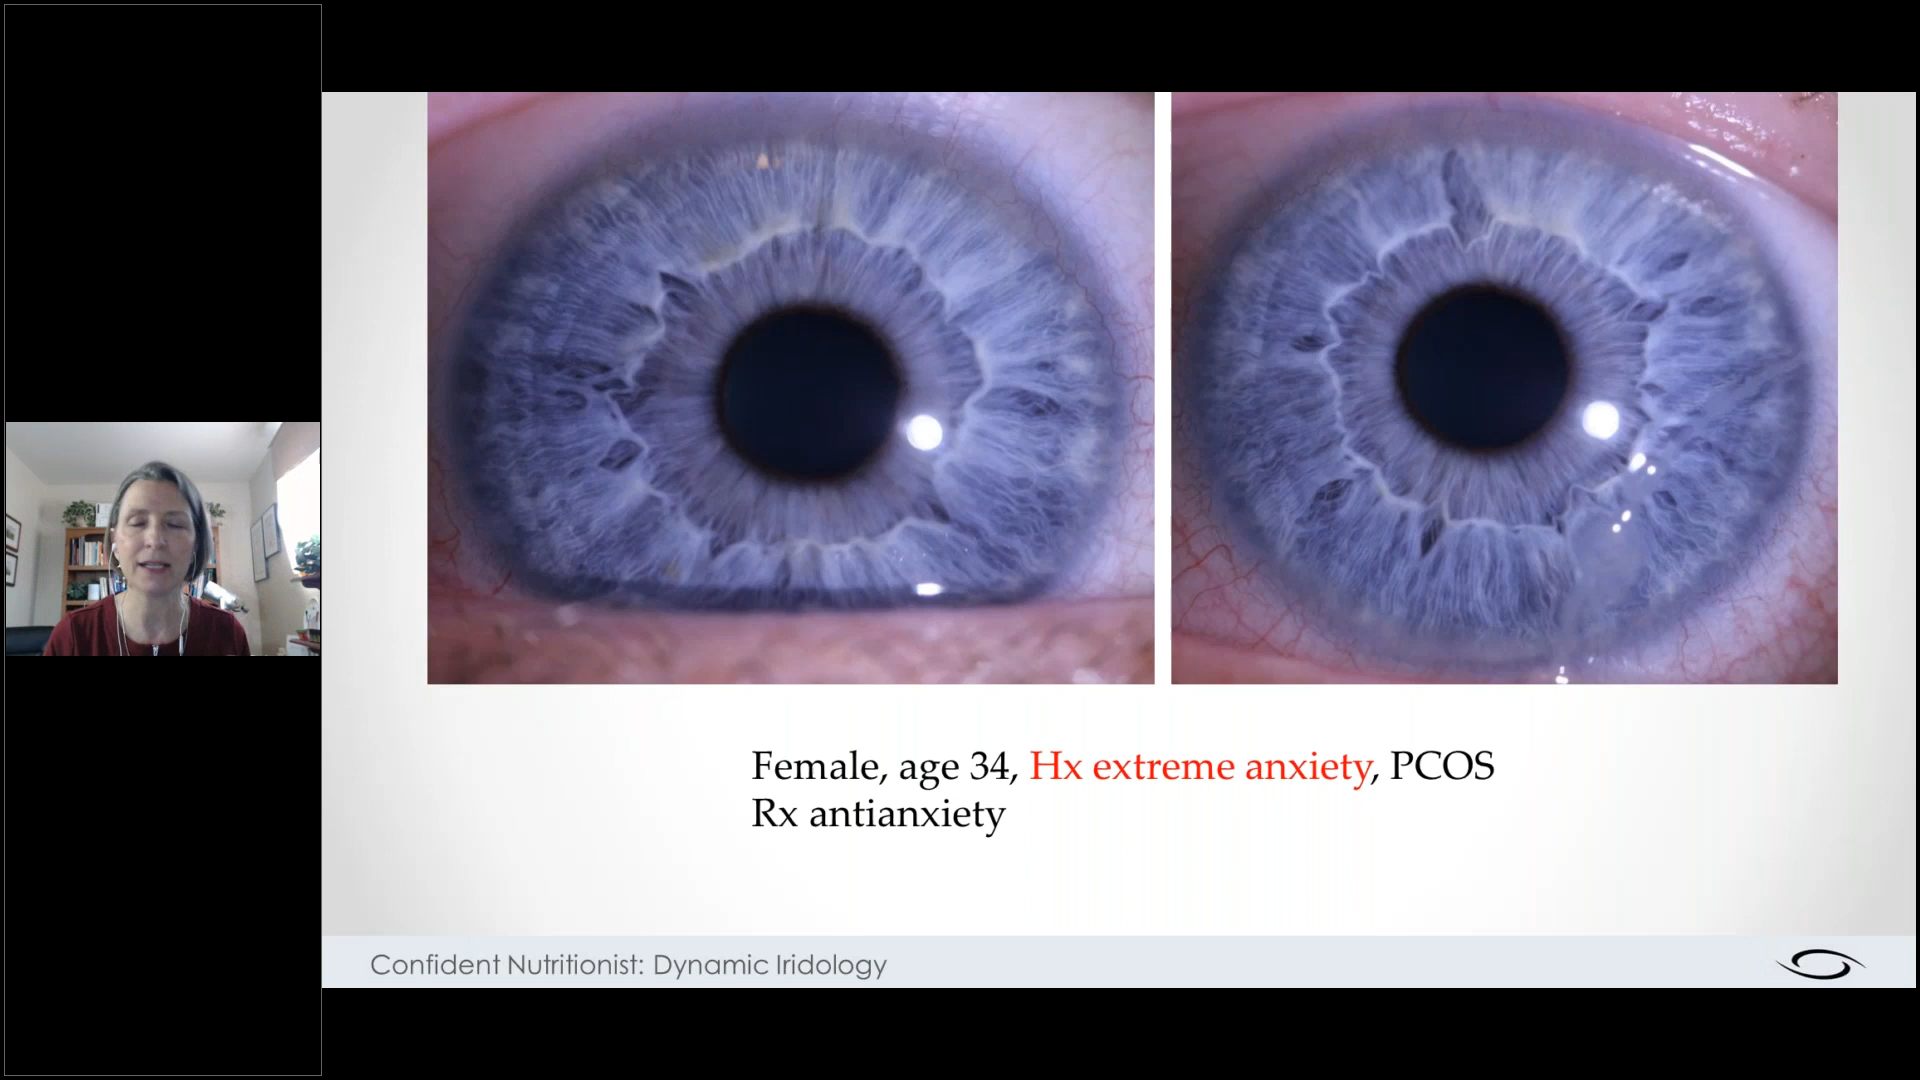 Female, age 34, Hx extreme anxiety, PCOS
Rx antianxiety
Confident Nutritionist: Dynamic Iridology